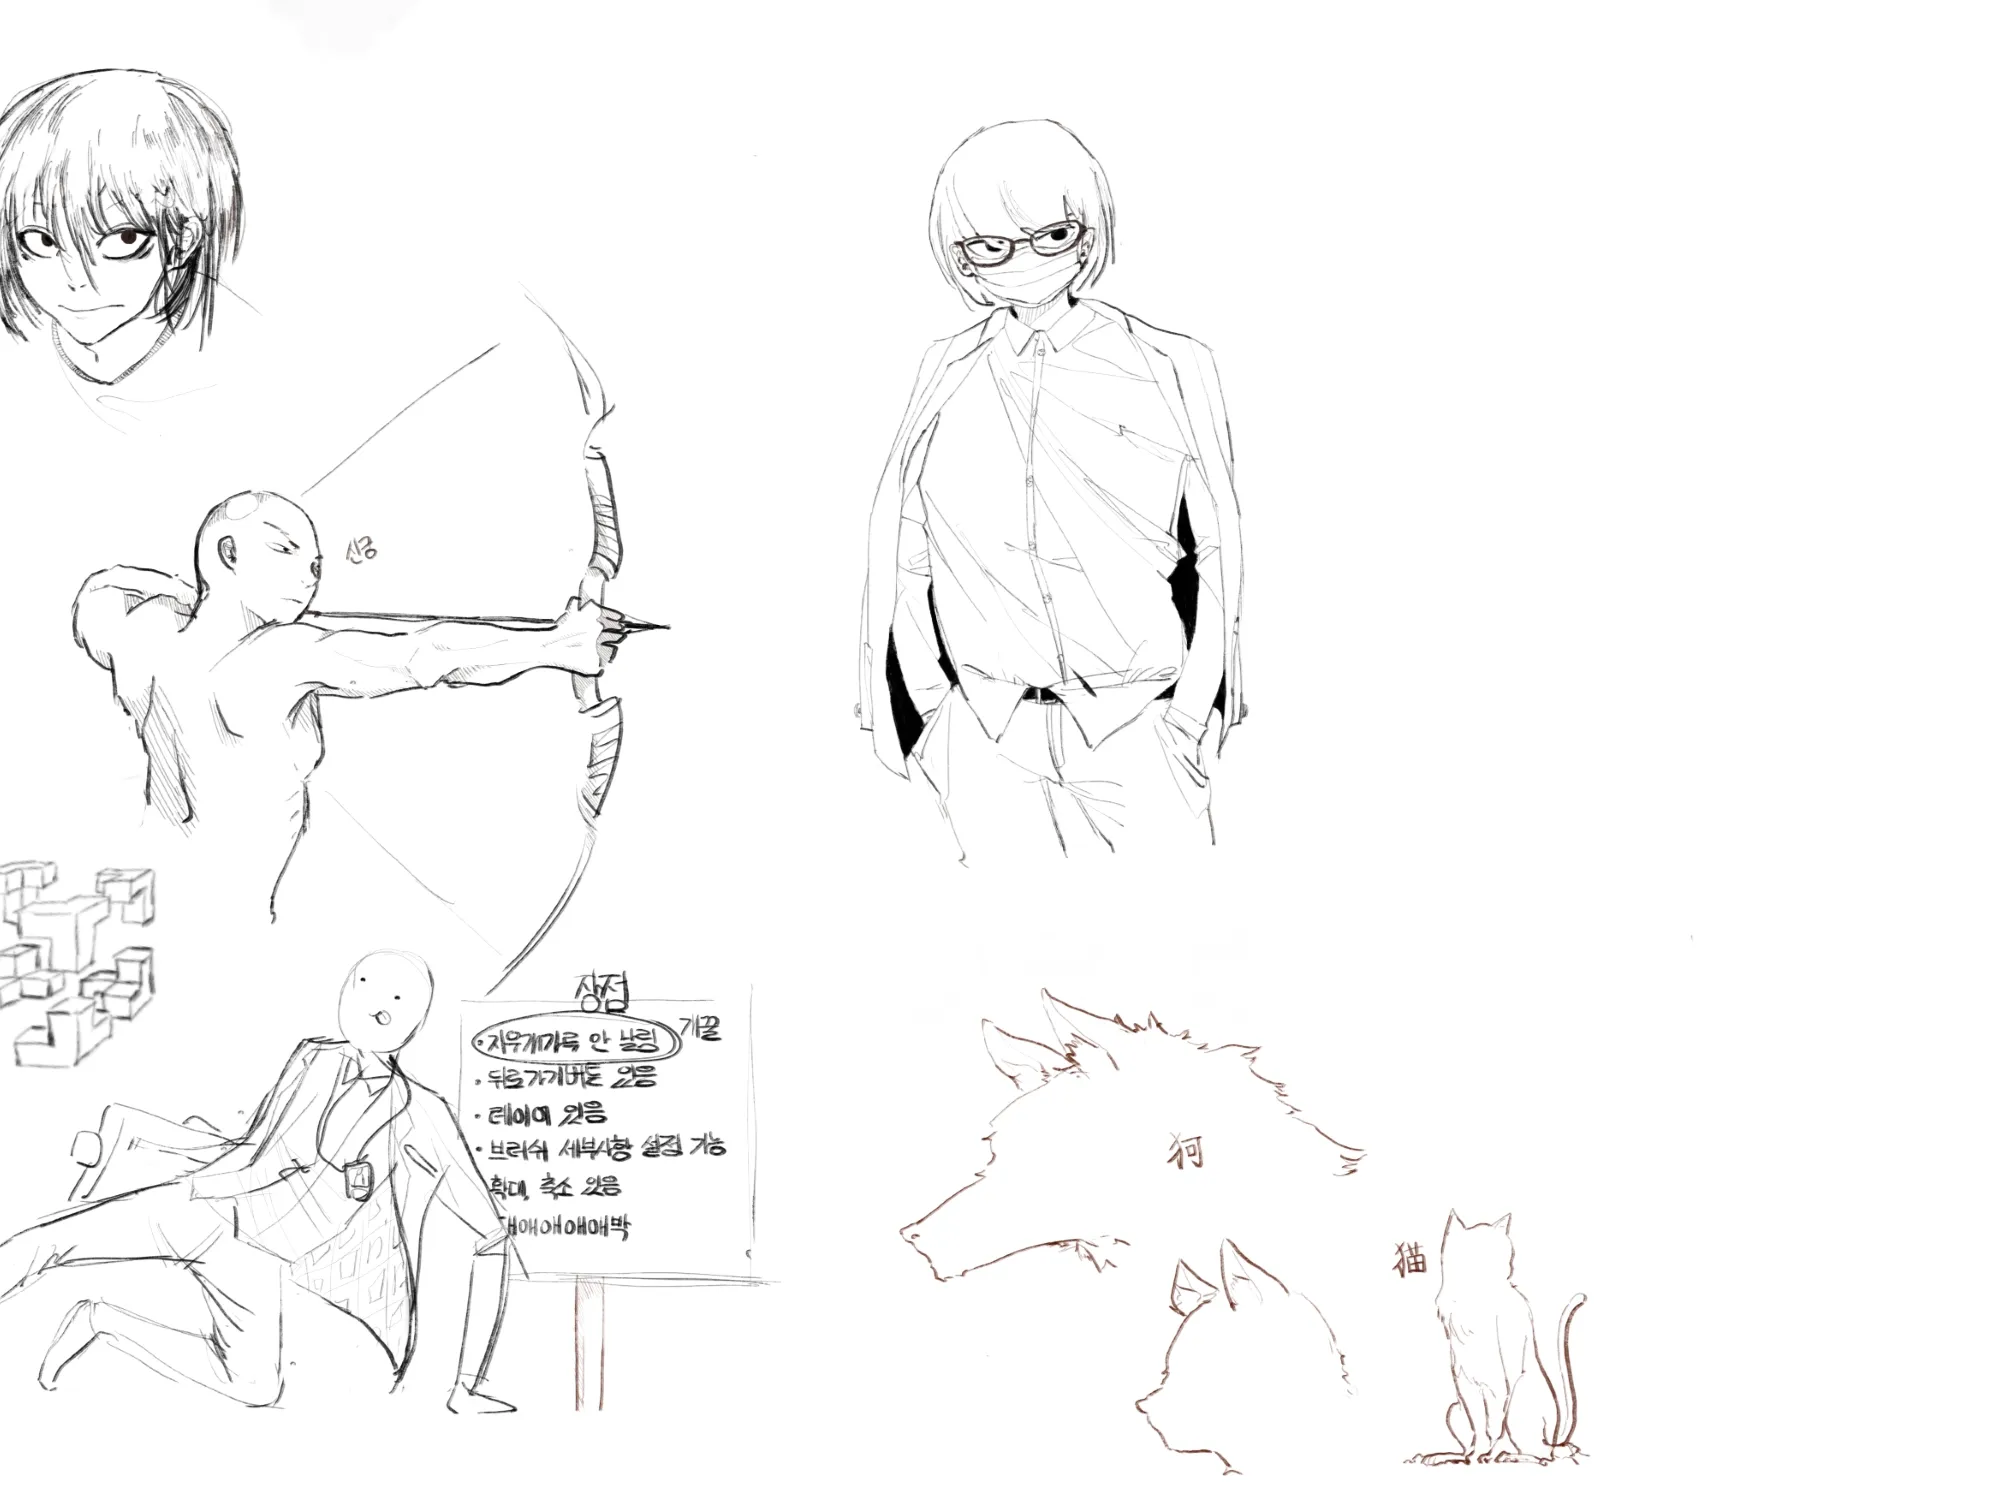 신궁
장점
· 지우개가루 안 날림 개꿀
· 뒤로가기버튼 있음
· 레이어 있음
· 브러쉬 세부사항 설정 가능
확대, 축소 있음
대애애애애박
狗
猫